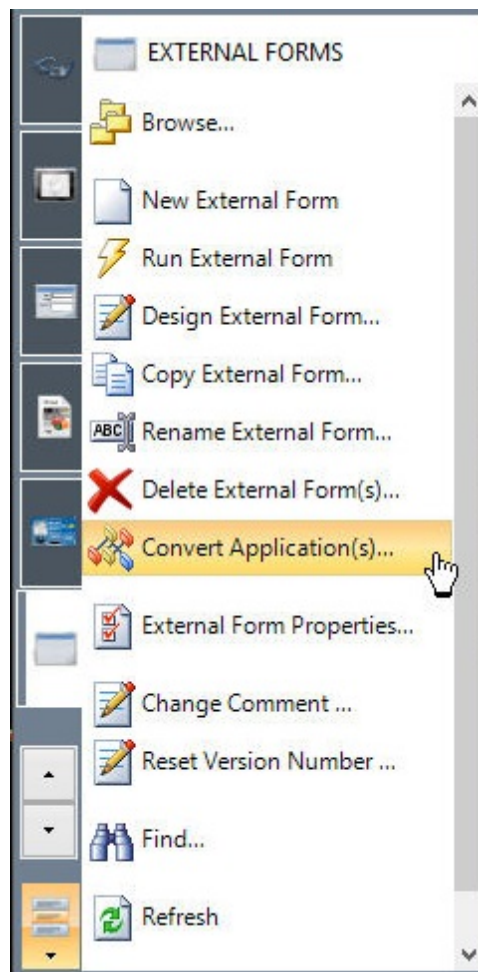 EXTERNAL FORMS
Browse...
New External Form
Run External Form
Design External Form...
Copy External Form...
ABC Rename External Form...
Delete External Form(s)...
Convert Application(s)...
External Form Properties...
Change Comment ...
Reset Version Number ...
Find...
Refresh